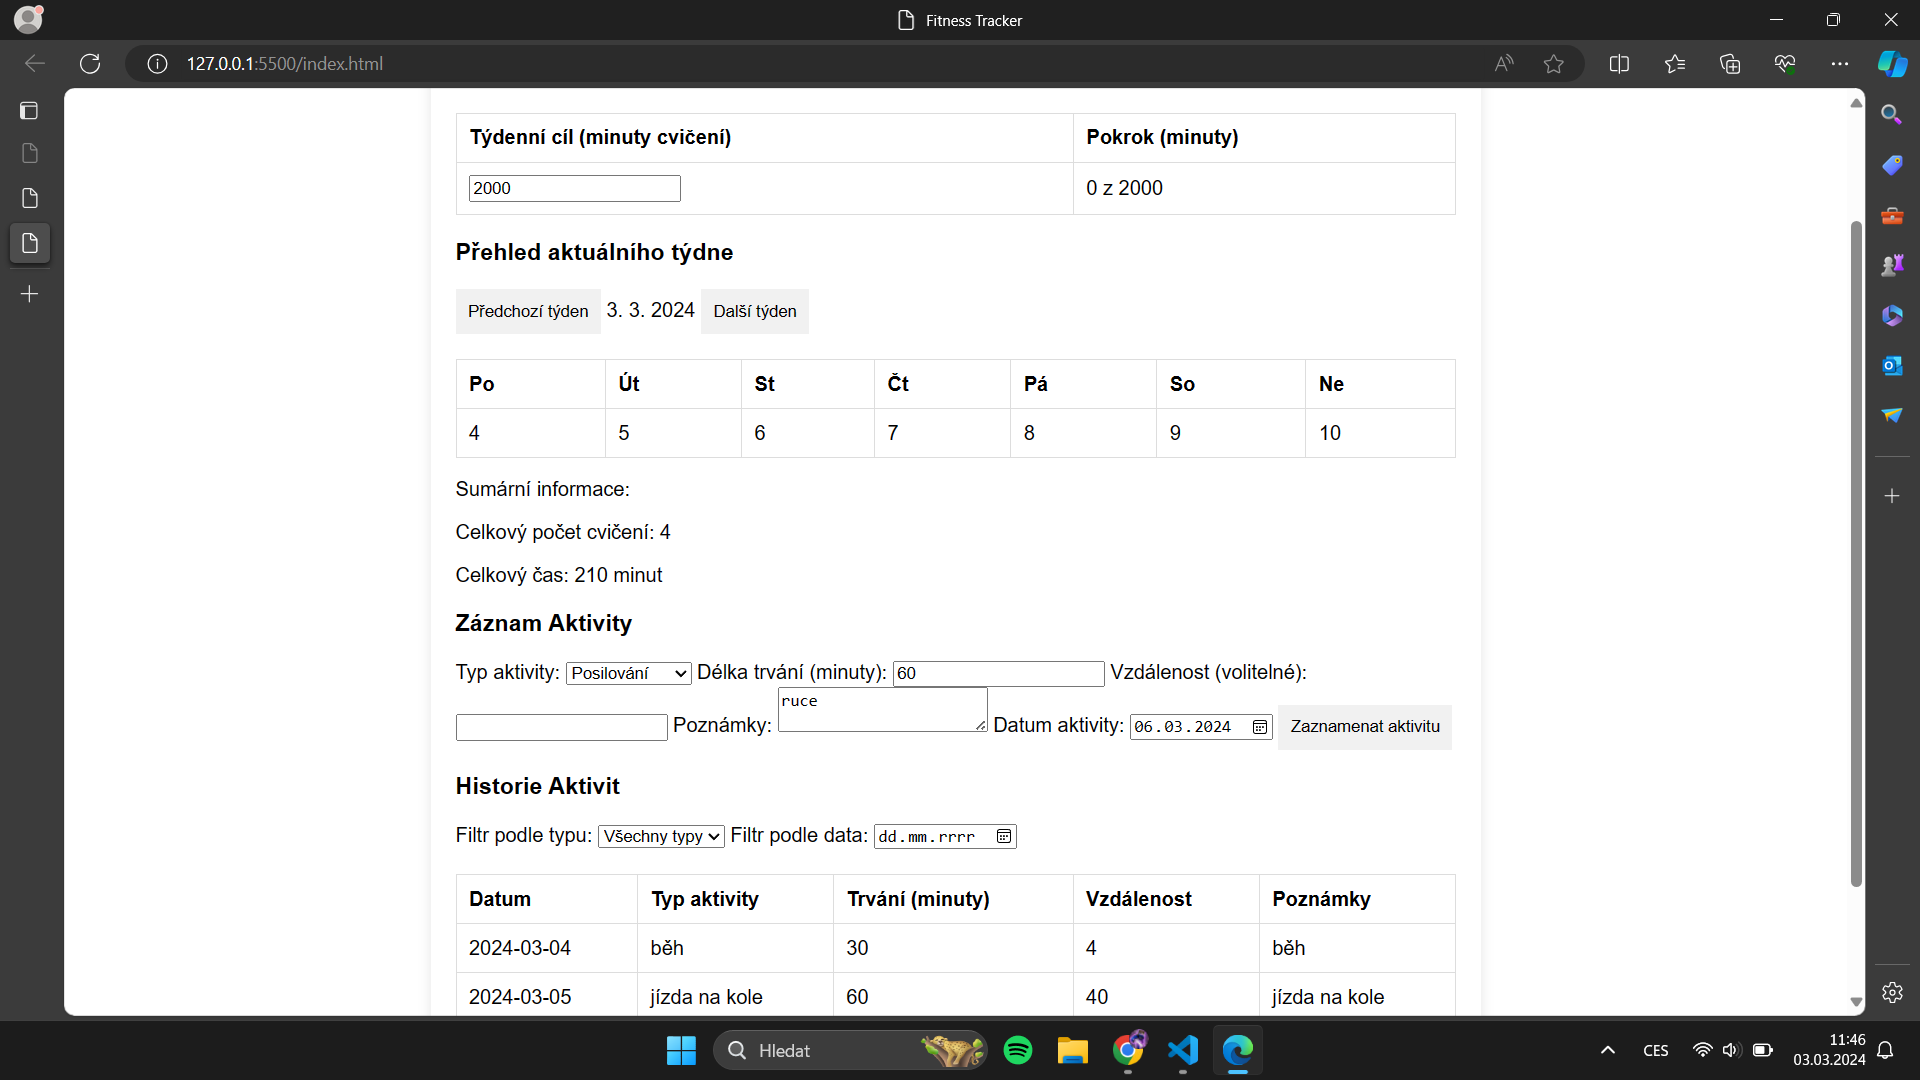 Fitness Tracker
127.0.0.1:5500/index.html
Týdenní cíl (minuty cvičení) Pokrok (minuty)
2000 0 z 2000
Přehled aktuálního týdne
Předchozí týden 3. 3. 2024 Další týden
Po Út St Čt Pá So Ne
4 5 6 7 8 9 10
Sumární informace:
Celkový počet cvičení: 4
Celkový čas: 210 minut
Záznam Aktivity
Typ aktivity: Posilování Délka trvání (minuty): 60 Vzdálenost (volitelné):
Poznámky: ruce Datum aktivity: 06.03.2024 Zaznamenat aktivitu
Historie Aktivit
Filtr podle typu: Všechny typy Filtr podle data: dd.mm.rrrr
Datum Typ aktivity Trvání (minuty) Vzdálenost Poznámky
2024-03-04 běh 30 4 běh
2024-03-05 jízda na kole 60 40 jízda na kole
Hledat CES 11:46
03.03.2024